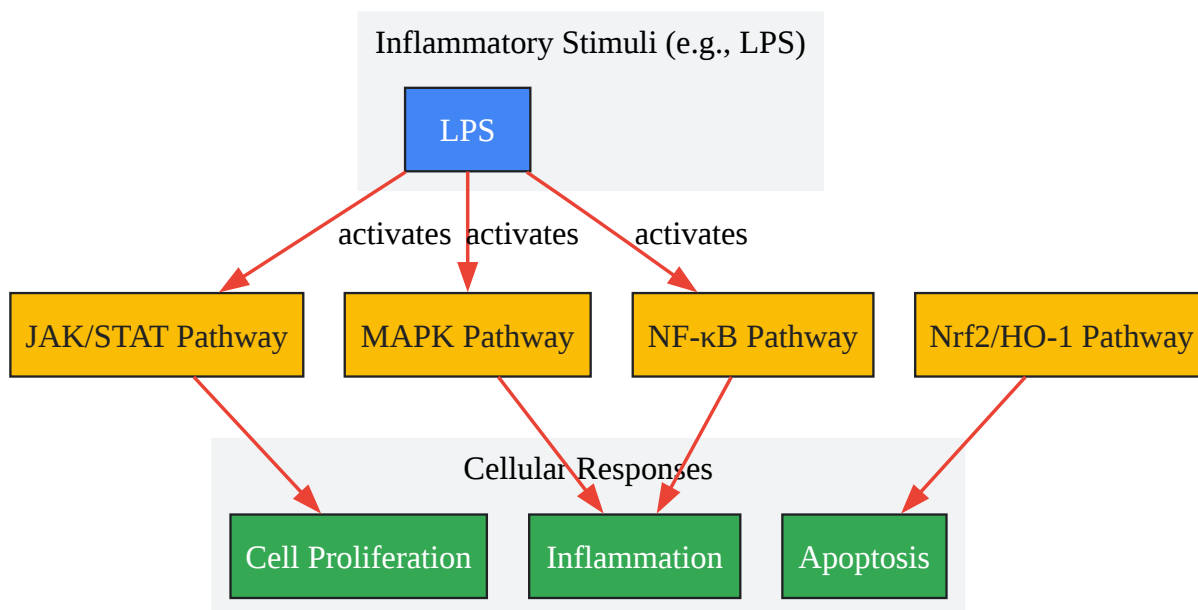 Inflammatory Stimuli (e.g., LPS)
LPS
activates
activates
activates
JAK/STAT Pathway
MAPK Pathway
NF-κB Pathway
Nrf2/HO-1 Pathway
Cellular Responses
Cell Proliferation
Inflammation
Apoptosis